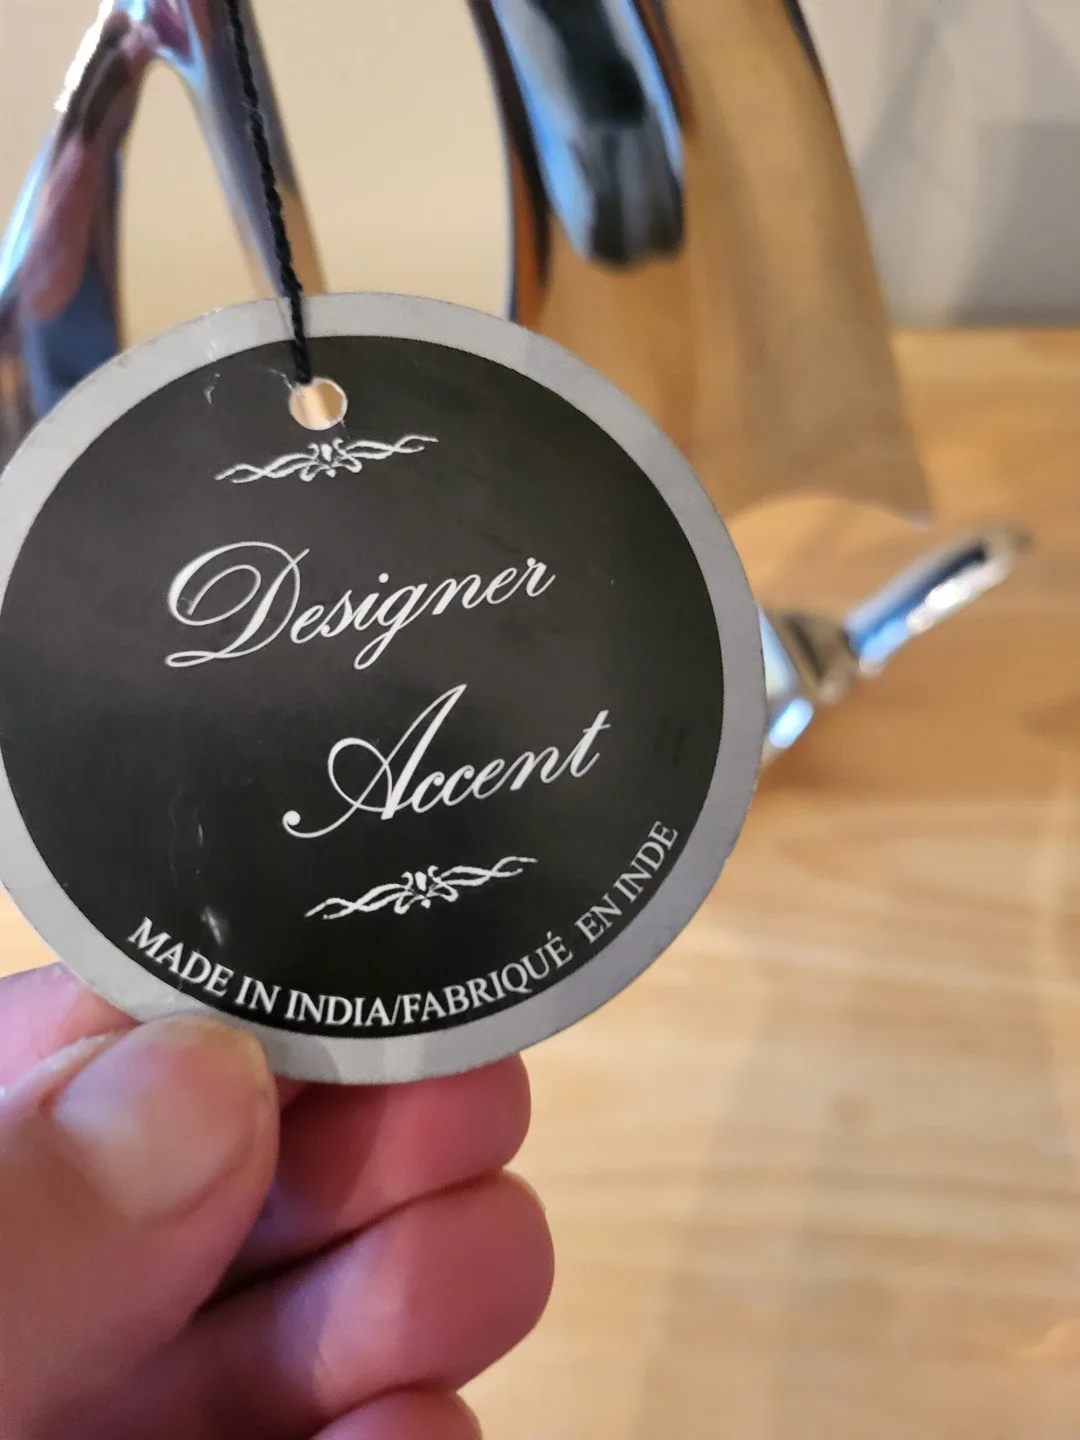 Designer
Accent
MADE IN INDIA/FABRIQUÉ EN INDE